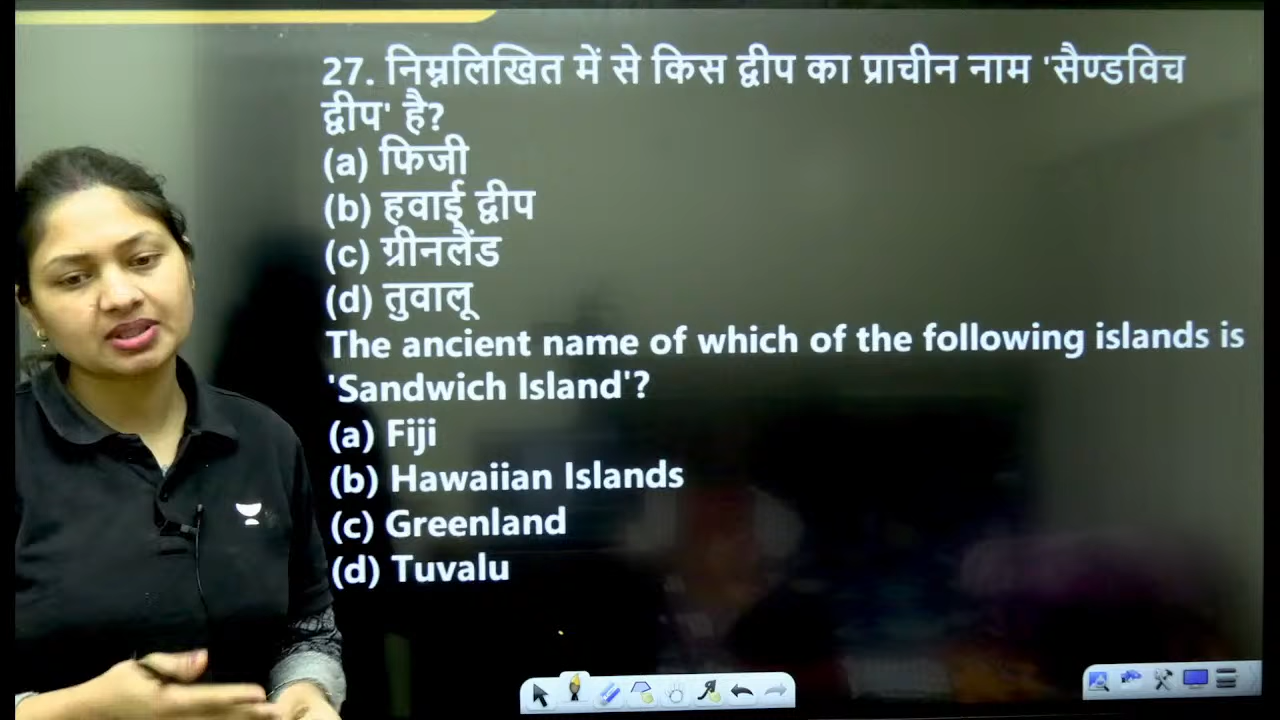 27. निम्नलिखित में से किस द्वीप का प्राचीन नाम 'सैण्डविच
द्वीप' है?
(a) फिजी
(b) हवाई द्वीप
(c) ग्रीनलैंड
(d) तुवालू
The ancient name of which of the following islands is
'Sandwich Island'?
(a) Fiji
(b) Hawaiian Islands
(c) Greenland
(d) Tuvalu